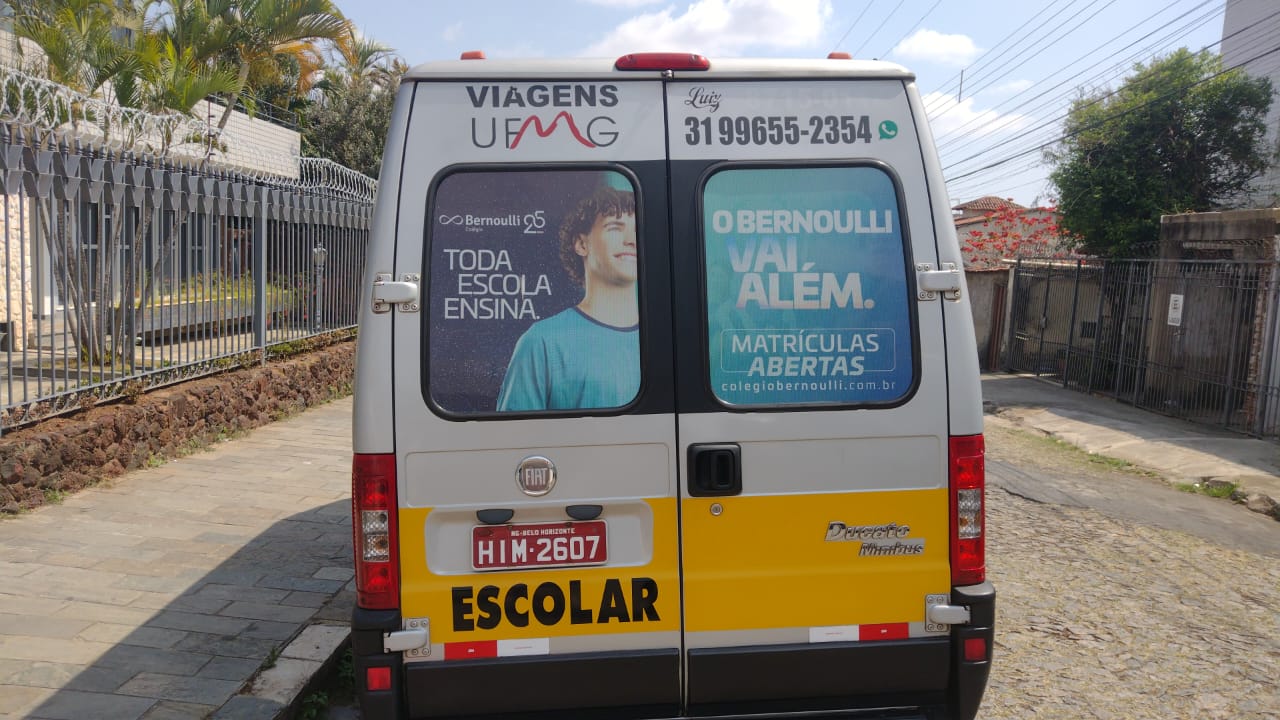 VIAGENS
UFMG
Luiz
31 99655-2354
Bernoulli 25
Colégio
TODA
ESCOLA
ENSINA.
O BERNOULLI
VAI
ALÉM.
MATRÍCULAS
ABERTAS
colegiobernoulli.com.br
FIAT
MG-BELO HORIZONTE
HIM-2607
Ducato
Minibus
ESCOLAR